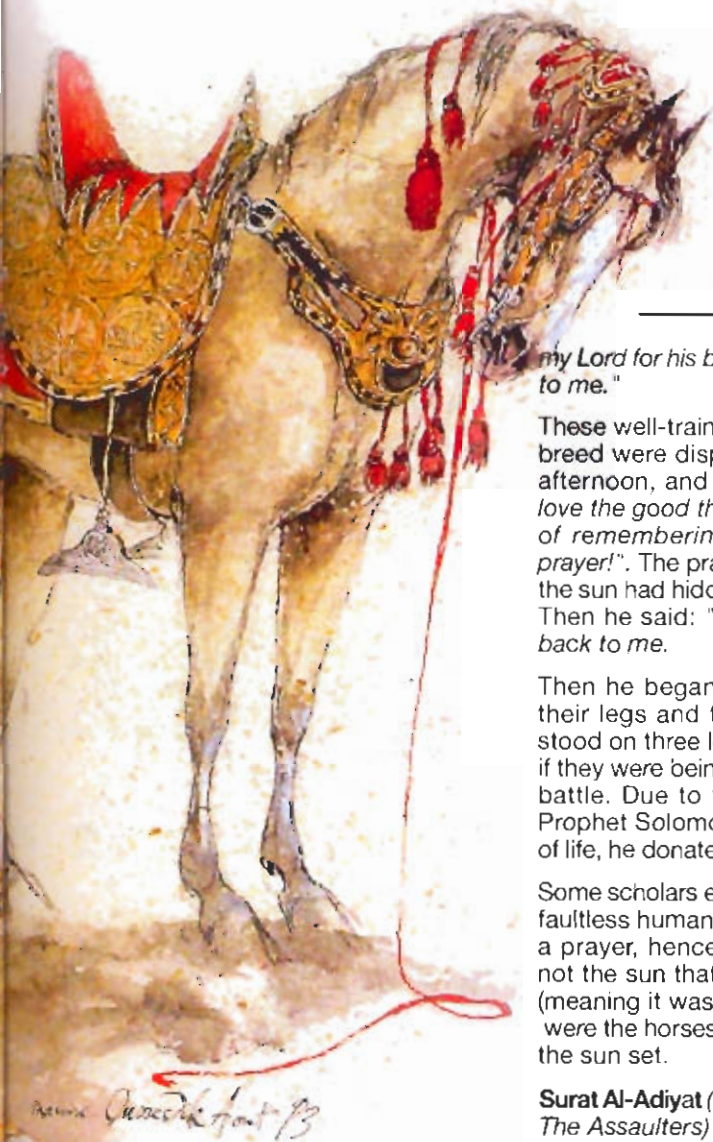 my Lord for his b
to me."
These well-train
breed were disp
afternoon, and
love the good th
of rememberin
prayer!". The pra
the sun had hidd
Then he said: "
back to me.
Then he began
their legs and t
stood on three l
if they were bein
battle. Due to
Prophet Solomo
of life, he donate
Some scholars e
faultless human
a prayer, hence
not the sun that
(meaning it was
were the horses
the sun set.
Surat Al-Adiyat (
The Assaulters)
Août 93